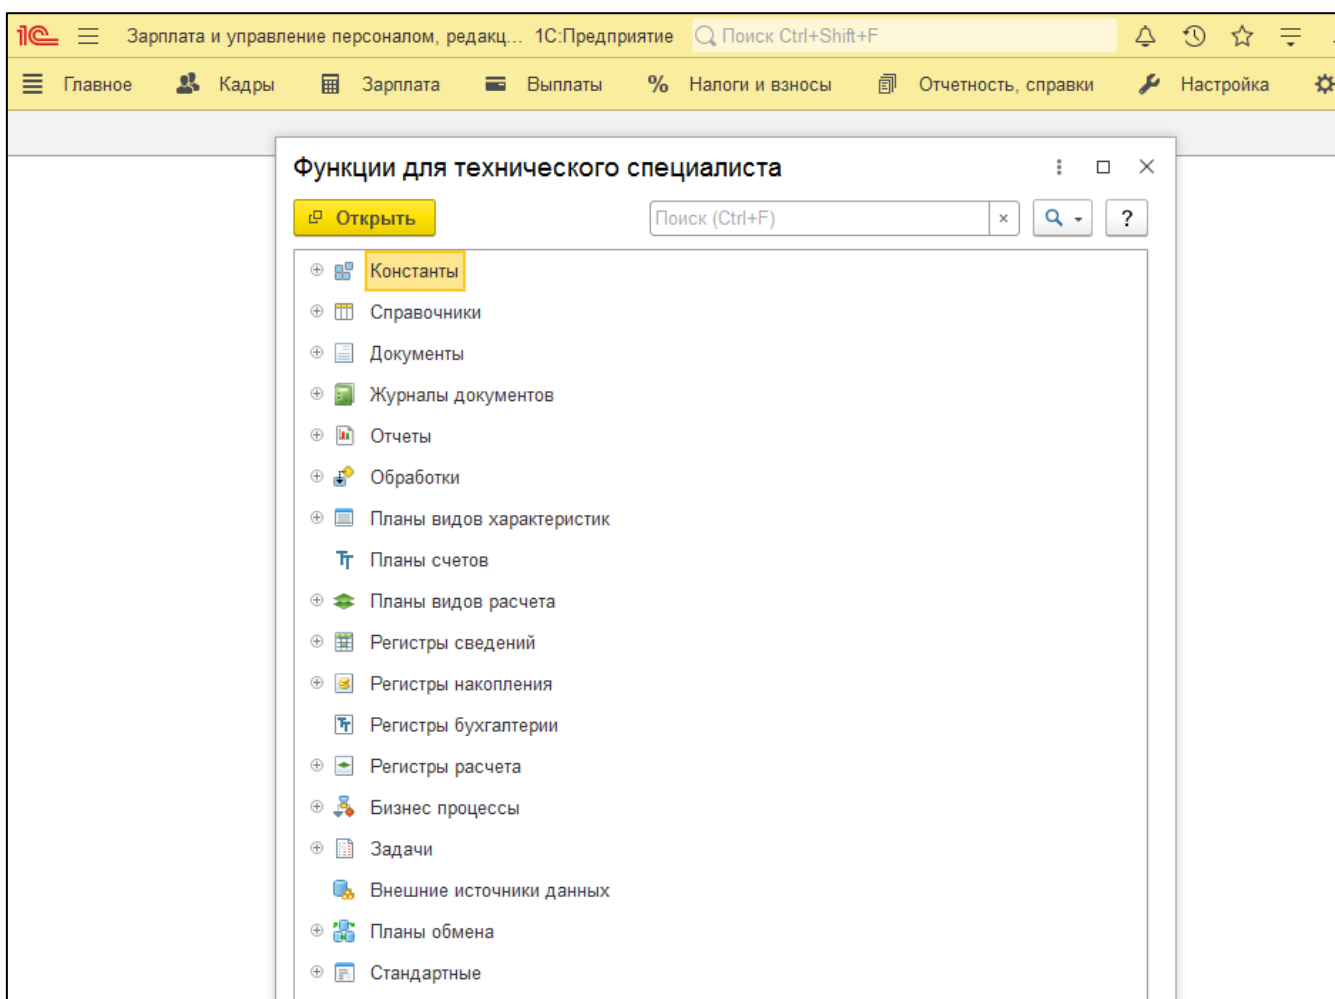 1С Зарплата и управление персоналом, редакц... 1С:Предприятие Поиск Ctrl+Shift+F
Главное Кадры Зарплата Выплаты % Налоги и взносы Отчетность, справки Настройка
Функции для технического специалиста
Открыть Поиск (Ctrl+F) × ?
Константы
Справочники
Документы
Журналы документов
Отчеты
Обработки
Планы видов характеристик
Планы счетов
Планы видов расчета
Регистры сведений
Регистры накопления
Регистры бухгалтерии
Регистры расчета
Бизнес процессы
Задачи
Внешние источники данных
Планы обмена
Стандартные